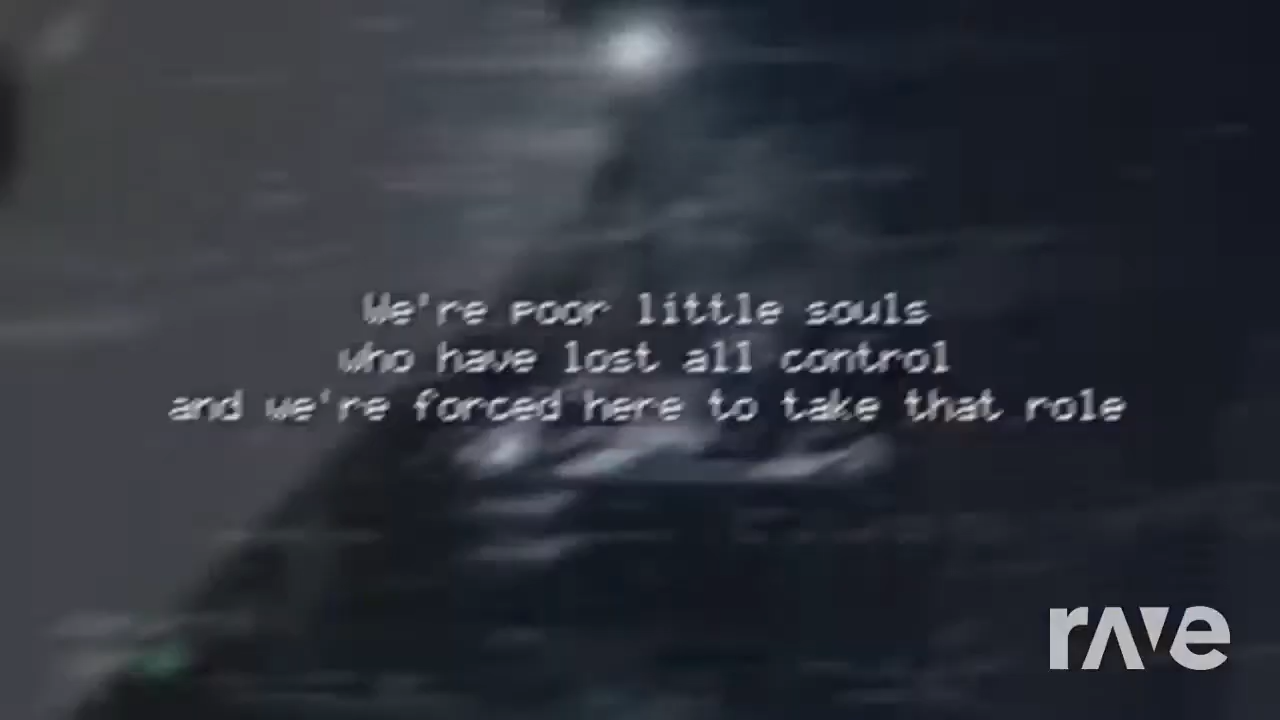 We're poor little souls
who have lost all control
and we're forced here to take that role
rave